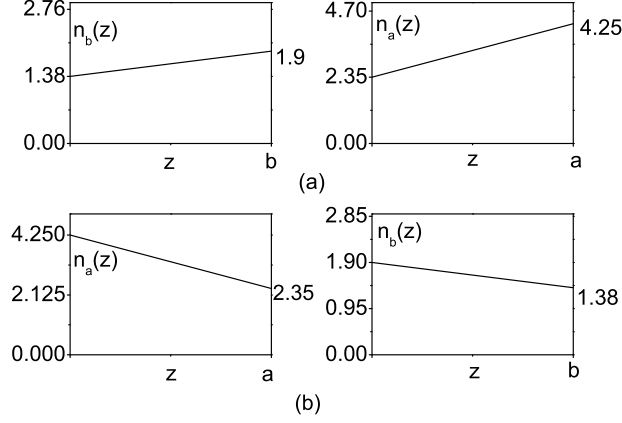 2.76
n_b(z)
1.38
1.9
0.00
z
b
4.70
n_a(z)
4.25
2.35
0.00
z
a
(a)
4.250
n_a(z)
2.125
2.35
0.000
z
a
2.85
n_b(z)
1.90
0.95
1.38
0.00
z
b
(b)